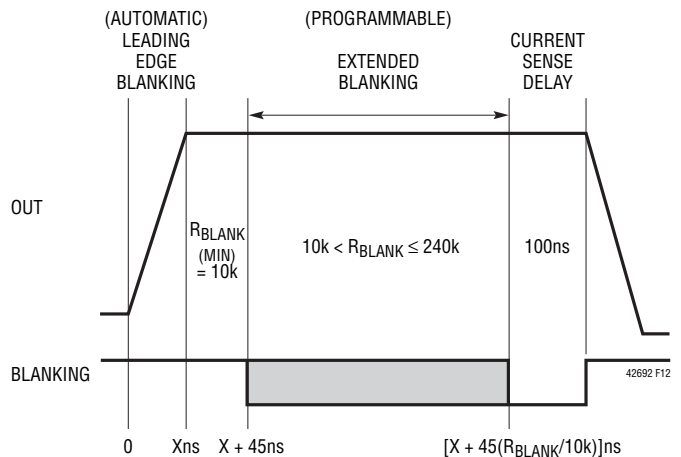 (AUTOMATIC)
LEADING
EDGE
BLANKING
(PROGRAMMABLE)
EXTENDED
BLANKING
CURRENT
SENSE
DELAY
OUT
RBLANK
(MIN)
= 10k
10k < RBLANK ≤ 240k
100ns
BLANKING
42692 F12
0
Xns
X + 45ns
[X + 45(RBLANK/10k)]ns